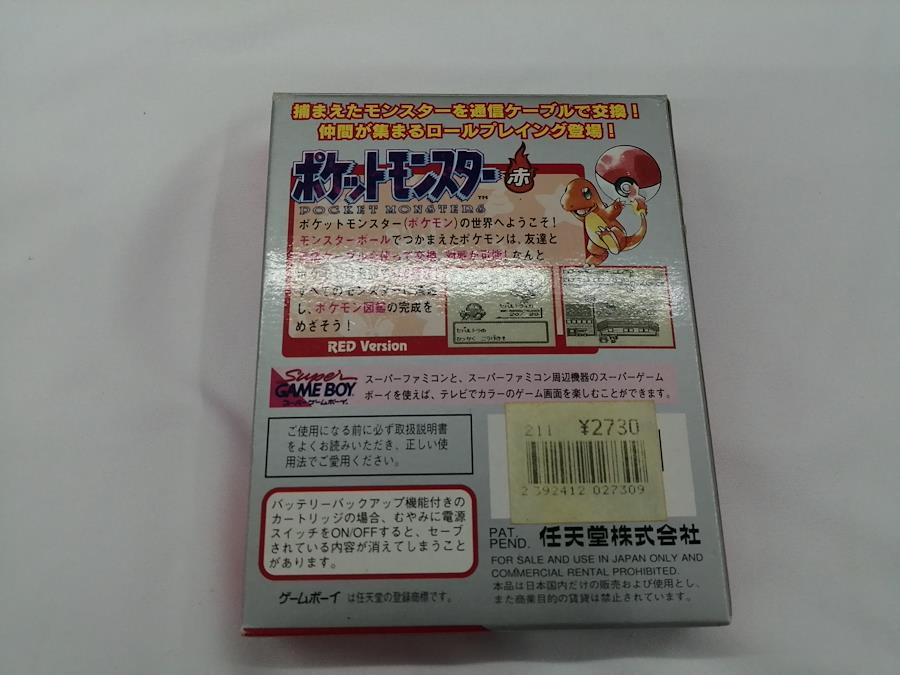 捕まえたモンスターを通信ケーブルで交換！
仲間が集まるロールプレイング登場！
ポケットモンスター 赤
POCKET MONSTERS
TM
ポケットモンスター(ポケモン)の世界へようこそ！
モンスターボールでつかまえたポケモンは、友達と
なんと
すべてのモンスターに
し、ポケモン図鑑の完成を
めざそう！
RED Version
Super
GAME BOY
スーパーゲームボーイ
スーパーファミコンと、スーパーファミコン周辺機器のスーパーゲーム
ボーイを使えば、テレビでカラーのゲーム画面を楽しむことができます。
ご使用になる前に必ず取扱説明書
をよくお読みいただき、正しい使
用法でご愛用ください。
211 ¥2730
2 392412 027309
バッテリーバックアップ機能付きの
カートリッジの場合、むやみに電源
スイッチをON/OFFすると、セーブ
されている内容が消えてしまうこと
があります。
PAT.
PEND.
任天堂株式会社
FOR SALE AND USE IN JAPAN ONLY AND
COMMERCIAL RENTAL PROHIBITED.
本品は日本国内だけの販売および使用とし、
また商業目的の賃貸は禁止されています。
ゲームボーイ は任天堂の登録商標です。